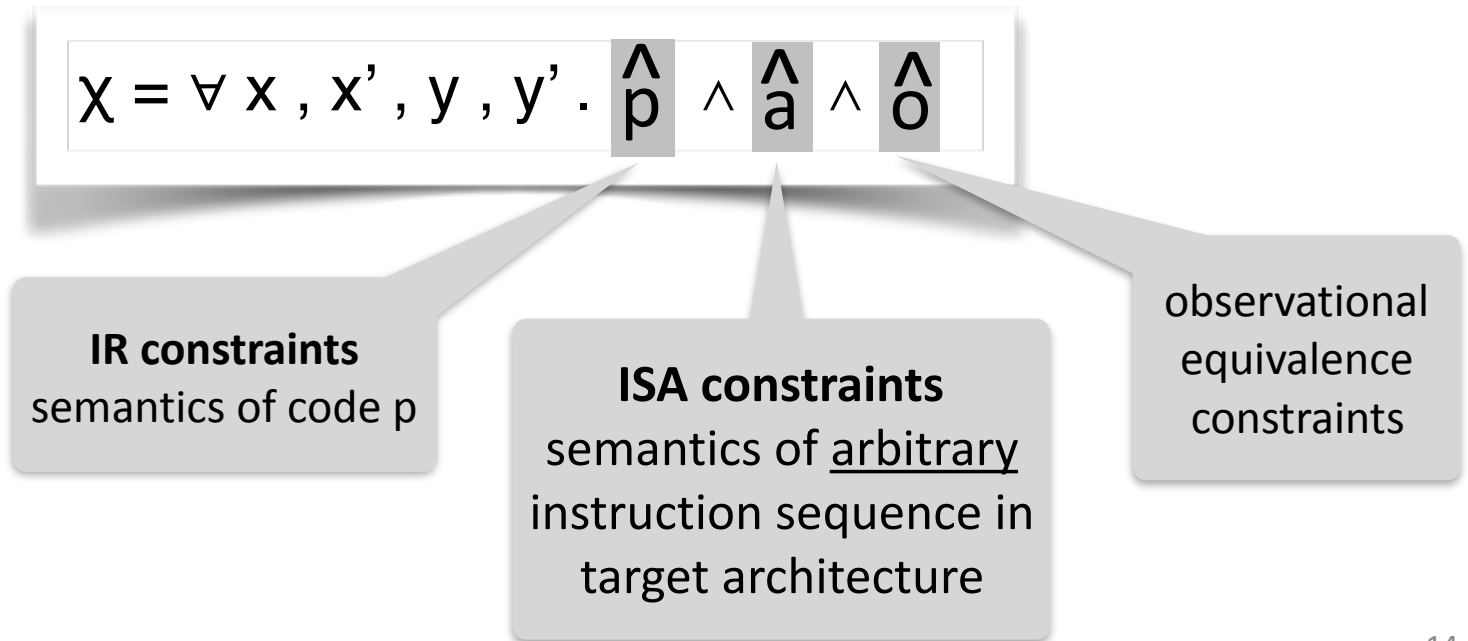 χ = ∀ x , x’ , y , y’ . p̂ ∧ â ∧ ô
IR constraints
semantics of code p
ISA constraints
semantics of arbitrary
instruction sequence in
target architecture
observational
equivalence
constraints